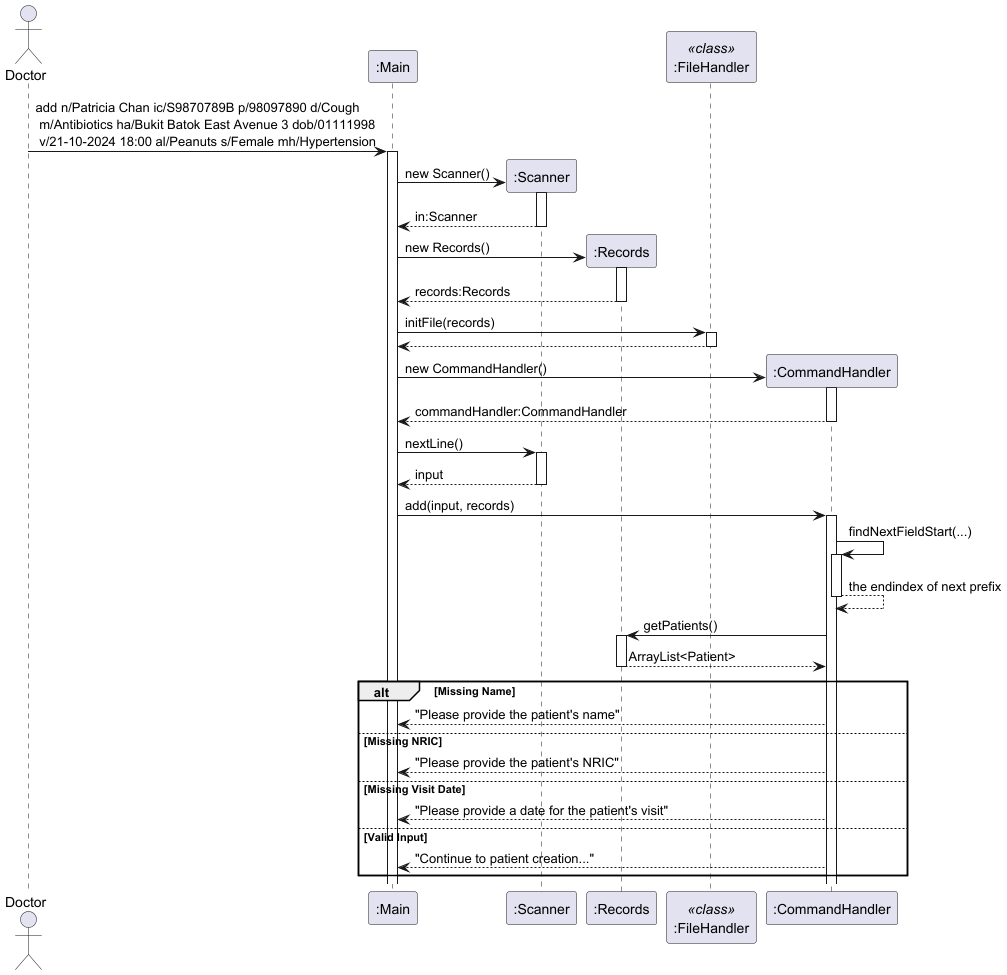 Doctor
:Main
«class»
:FileHandler
add n/Patricia Chan ic/S9870789B p/98097890 d/Cough
m/Antibiotics ha/Bukit Batok East Avenue 3 dob/01111998
v/21-10-2024 18:00 al/Peanuts s/Female mh/Hypertension
new Scanner()
:Scanner
in:Scanner
new Records()
:Records
records:Records
initFile(records)
new CommandHandler()
:CommandHandler
commandHandler:CommandHandler
nextLine()
input
add(input, records)
findNextFieldStart(...)
the endindex of next prefix
getPatients()
ArrayList<Patient>
alt [Missing Name]
"Please provide the patient's name"
[Missing NRIC]
"Please provide the patient's NRIC"
[Missing Visit Date]
"Please provide a date for the patient's visit"
[Valid Input]
"Continue to patient creation..."
Doctor
:Main
:Scanner
:Records
«class»
:FileHandler
:CommandHandler